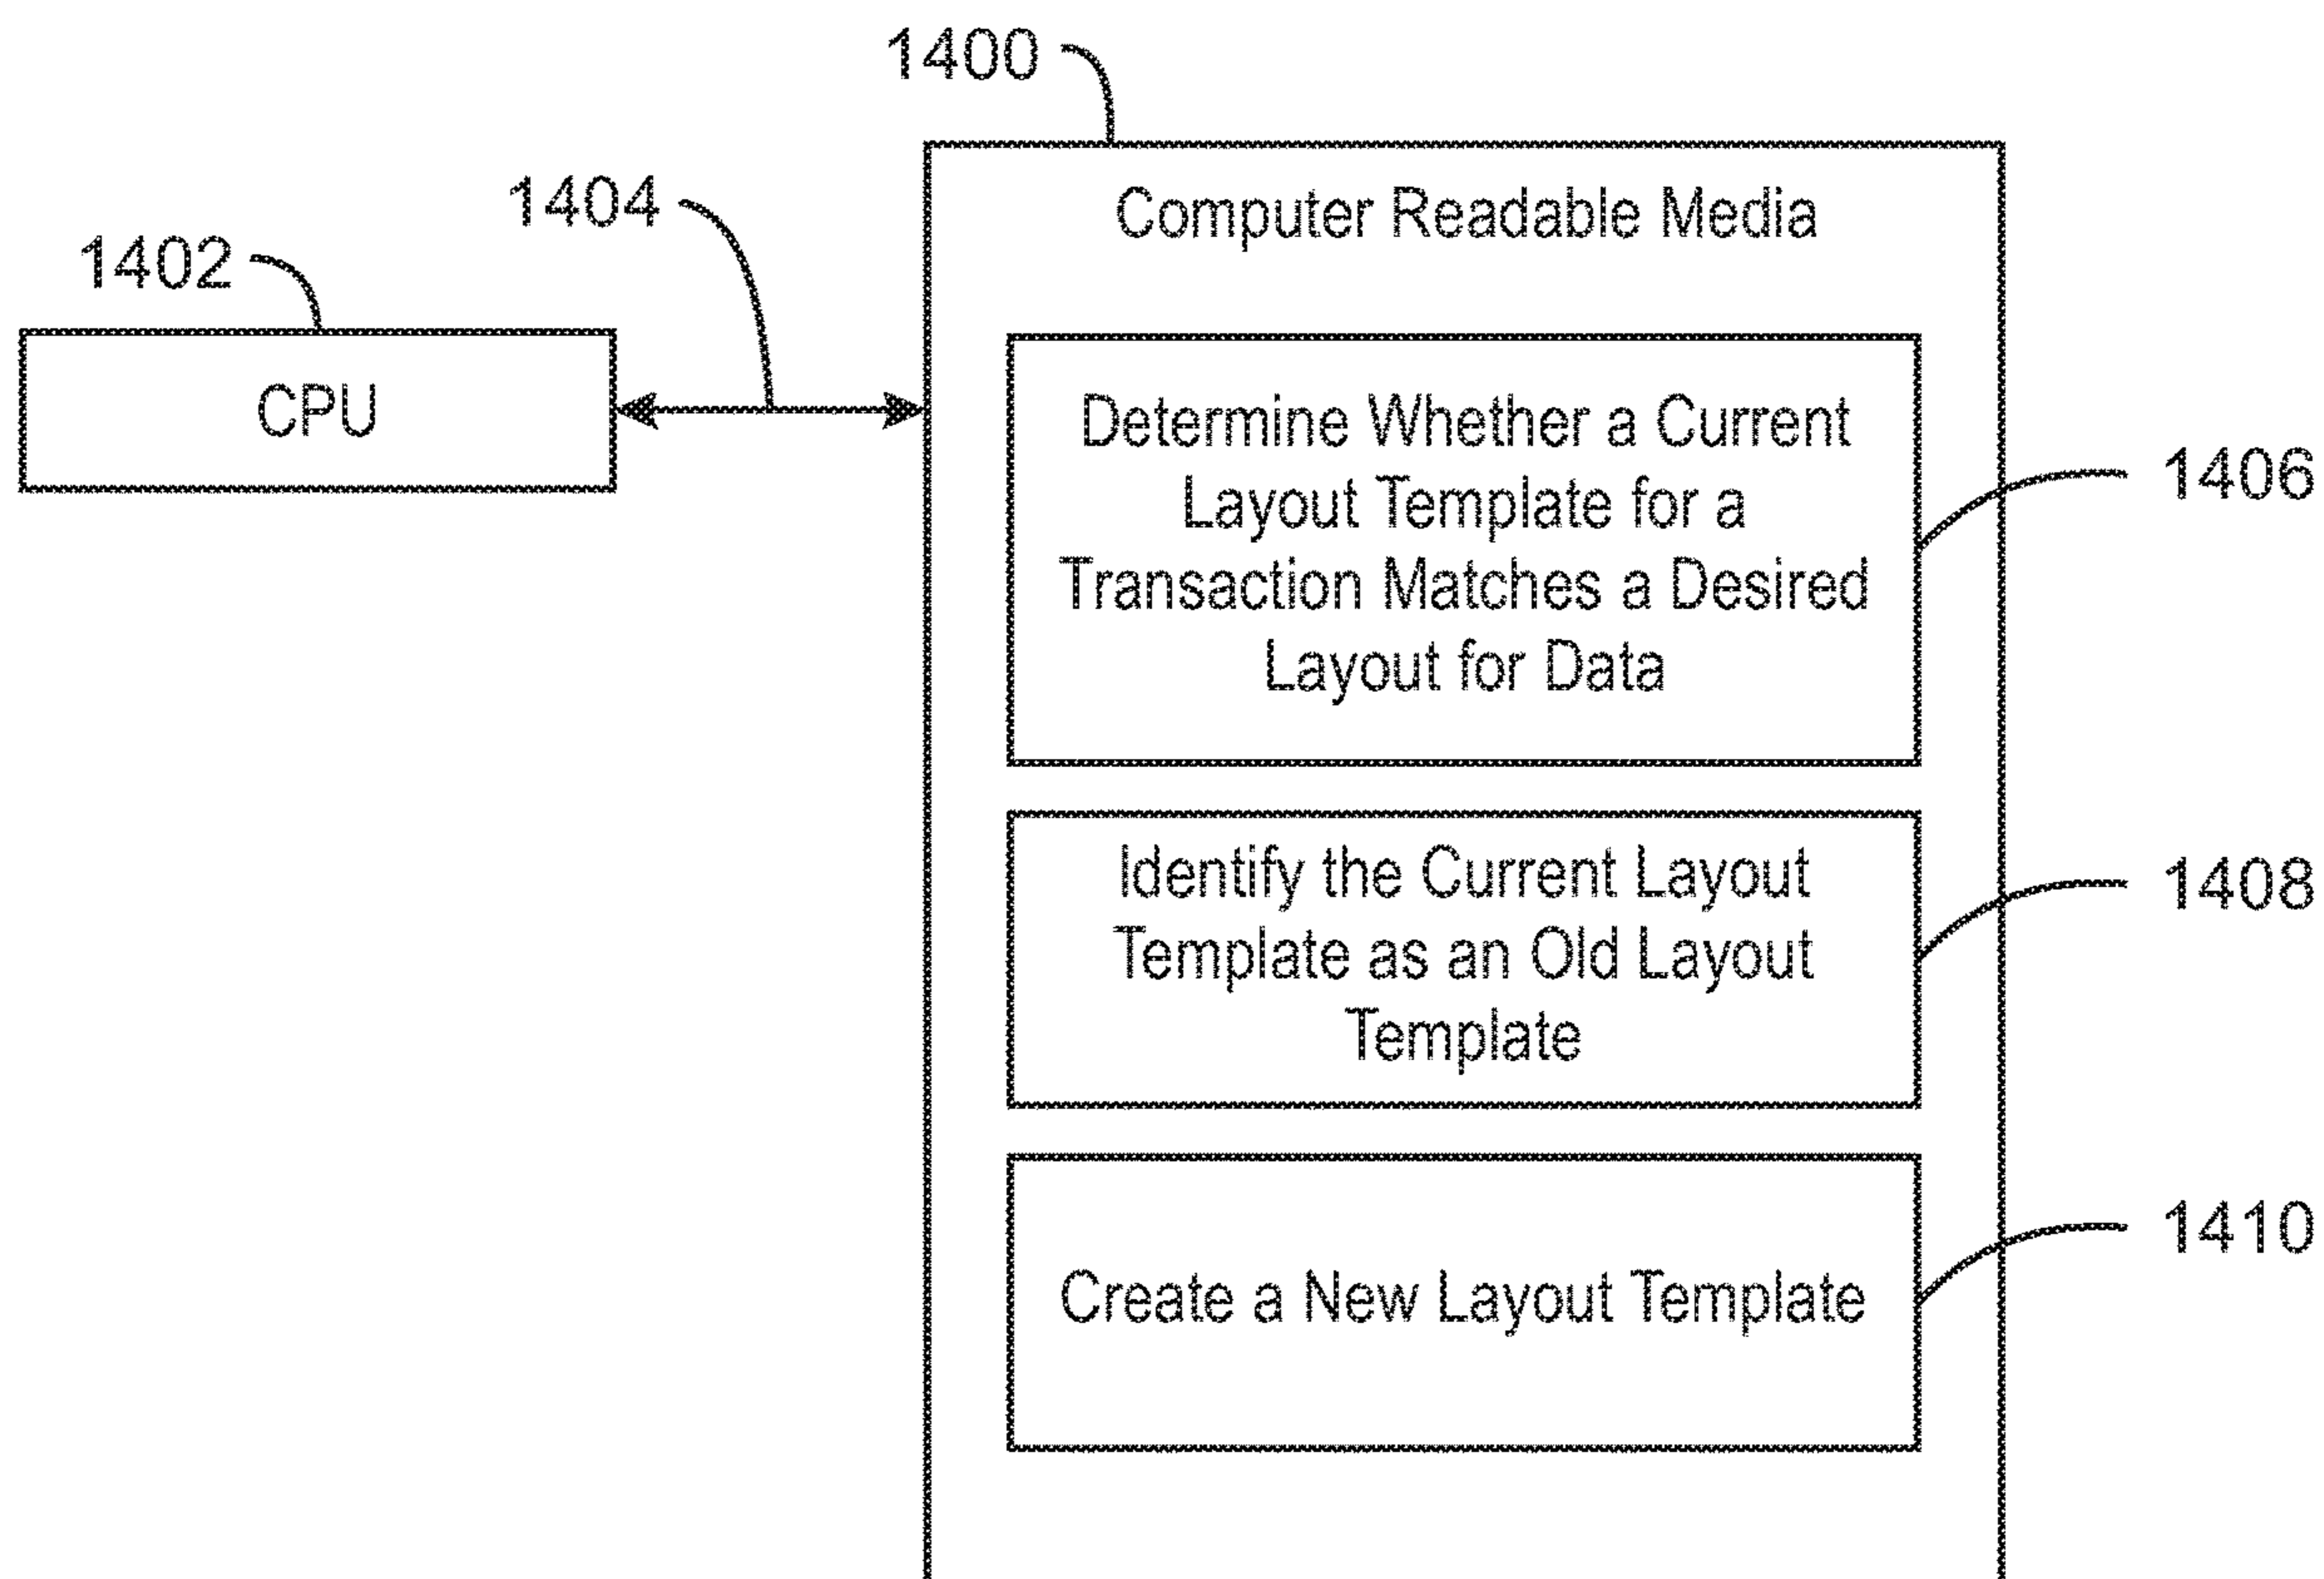 1400
1404
Computer Readable Media
1402
CPU
Determine Whether a Current
Layout Template for a
Transaction Matches a Desired
Layout for Data
1406
Identify the Current Layout
Template as an Old Layout
Template
1408
Create a New Layout Template
1410